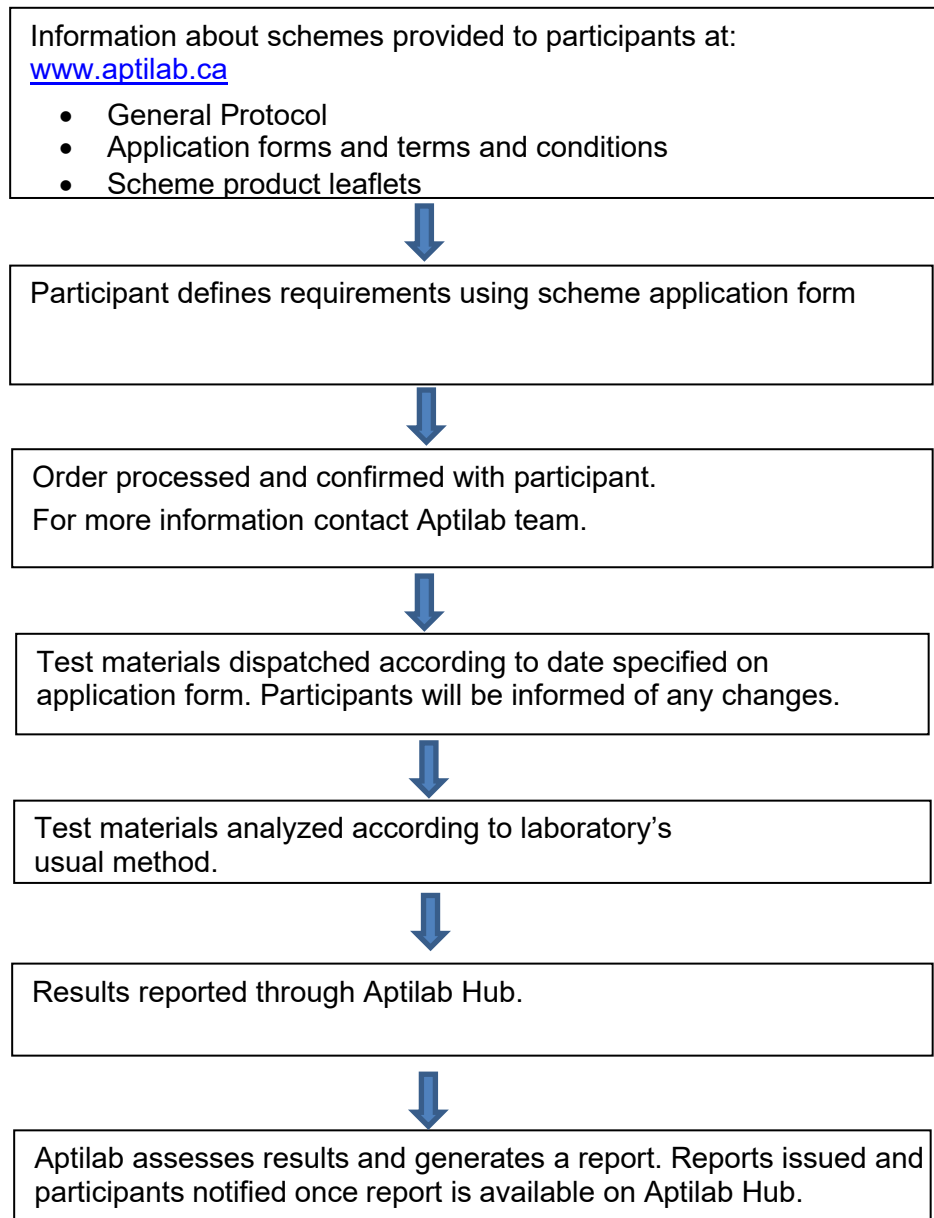 Information about schemes provided to participants at:
www.aptilab.ca
• General Protocol
• Application forms and terms and conditions
• Scheme product leaflets
Participant defines requirements using scheme application form
Order processed and confirmed with participant.
For more information contact Aptilab team.
Test materials dispatched according to date specified on
application form. Participants will be informed of any changes.
Test materials analyzed according to laboratory’s
usual method.
Results reported through Aptilab Hub.
Aptilab assesses results and generates a report. Reports issued and
participants notified once report is available on Aptilab Hub.